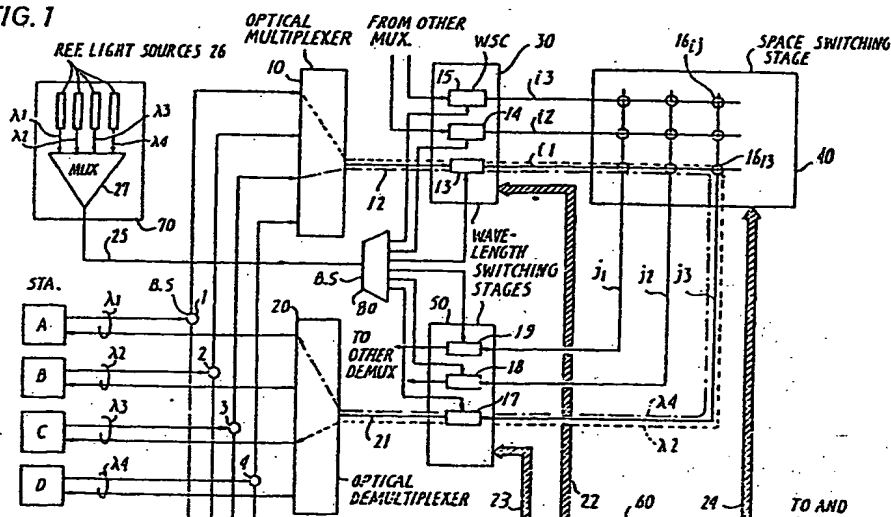 FIG. 1
REF. LIGHT SOURCES 26
OPTICAL
MULTIPLEXER
10
FROM OTHER
MUX.
WSC
30
15
14
13
i3
i2
i1
16ij
SPACE SWITCHING
STAGE
1613
40
λ1
λ2
λ3
λ4
MUX
27
70
25
12
B.S
80
WAVE-
LENGTH
SWITCHING
STAGES
j1
j2
j3
STA.
A
B
C
D
λ1
λ2
λ3
λ4
B.S
1
2
3
4
20
TO
OTHER
DEMUX
50
19
18
17
21
λ4
λ2
OPTICAL
DEMULTIPLEXER
23
22
60
24
TO AND